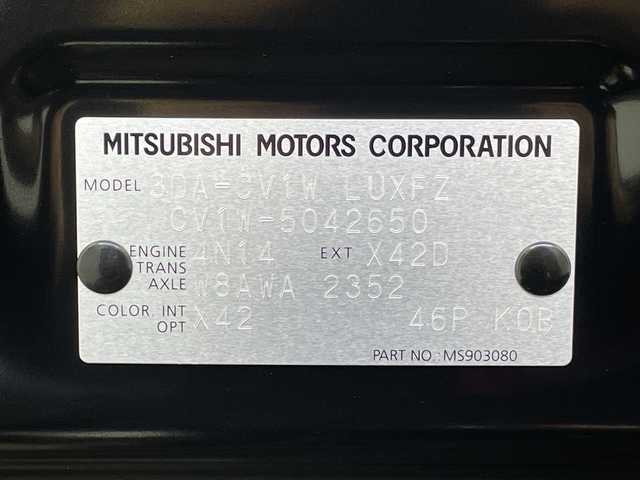 MITSUBISHI MOTORS CORPORATION
MODEL 3DA-CV1W LUXFZ
CV1W-5042650
ENGINE 4N14 EXT X42D
TRANS AXLE W8AWA 2352
COLOR. INT OPT X42 46P K0B
PART NO.:MS903080